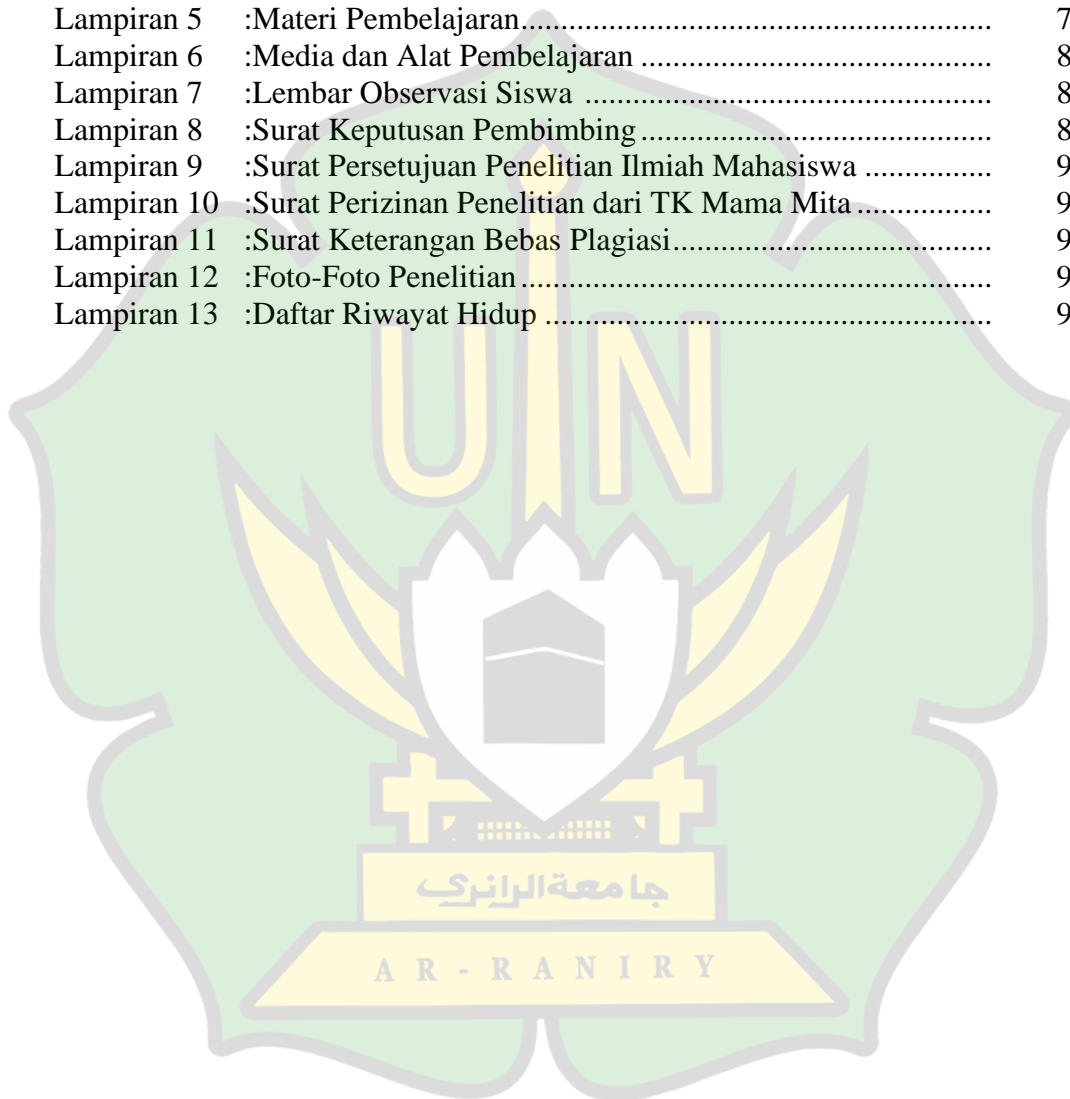 Lampiran 5 :Materi Pembelajaran.......................................................... 7
Lampiran 6 :Media dan Alat Pembelajaran ........................................... 8
Lampiran 7 :Lembar Observasi Siswa ................................................... 8
Lampiran 8 :Surat Keputusan Pembimbing ........................................... 8
Lampiran 9 :Surat Persetujuan Penelitian Ilmiah Mahasiswa ................ 9
Lampiran 10 :Surat Perizinan Penelitian dari TK Mama Mita ................. 9
Lampiran 11 :Surat Keterangan Bebas Plagiasi........................................ 9
Lampiran 12 :Foto-Foto Penelitian ........................................................... 9
Lampiran 13 :Daftar Riwayat Hidup ........................................................ 9
UIN
جامعة الرانري
AR-RANIRY